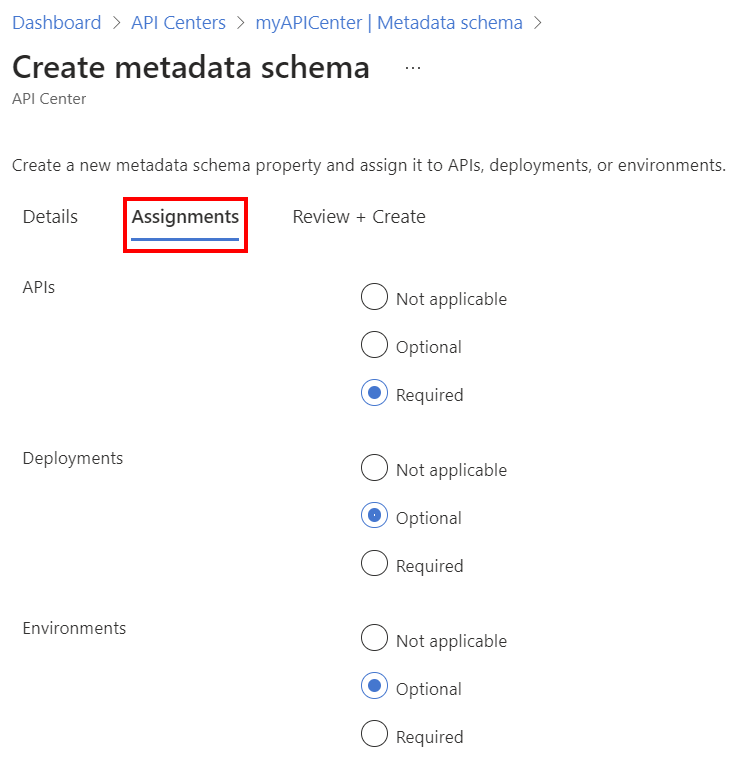 Dashboard > API Centers > myAPICenter | Metadata schema >
Create metadata schema ...
API Center
Create a new metadata schema property and assign it to APIs, deployments, or environments.
Details Assignments Review + Create
APIs
Not applicable
Optional
Required
Deployments
Not applicable
Optional
Required
Environments
Not applicable
Optional
Required